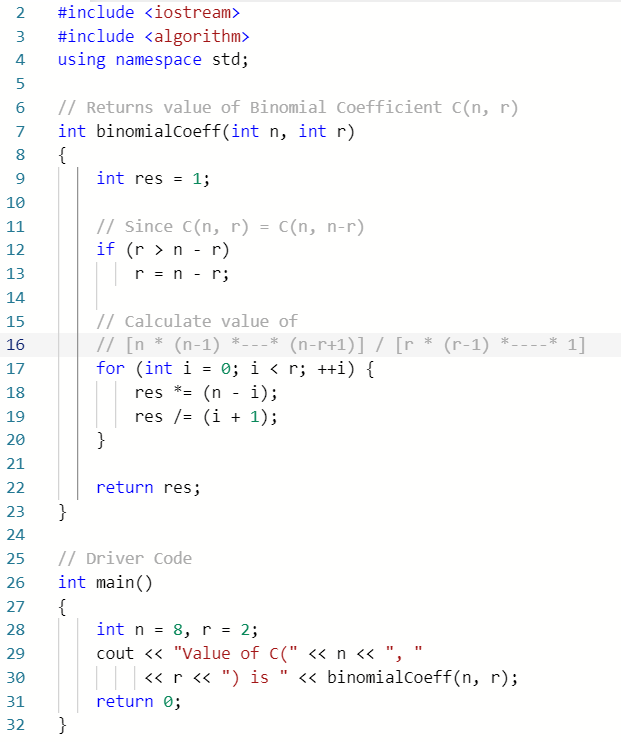 2 #include <iostream>
3 #include <algorithm>
4 using namespace std;
5
6 // Returns value of Binomial Coefficient C(n, r)
7 int binomialCoeff(int n, int r)
8 {
9     int res = 1;
10
11     // Since C(n, r) = C(n, n-r)
12     if (r > n - r)
13         r = n - r;
14
15     // Calculate value of
16     // [n * (n-1) *---* (n-r+1)] / [r * (r-1) *----* 1]
17     for (int i = 0; i < r; ++i) {
18         res *= (n - i);
19         res /= (i + 1);
20     }
21
22     return res;
23 }
24
25 // Driver Code
26 int main()
27 {
28     int n = 8, r = 2;
29     cout << "Value of C(" << n << ", "
30          << r << ") is " << binomialCoeff(n, r);
31     return 0;
32 }